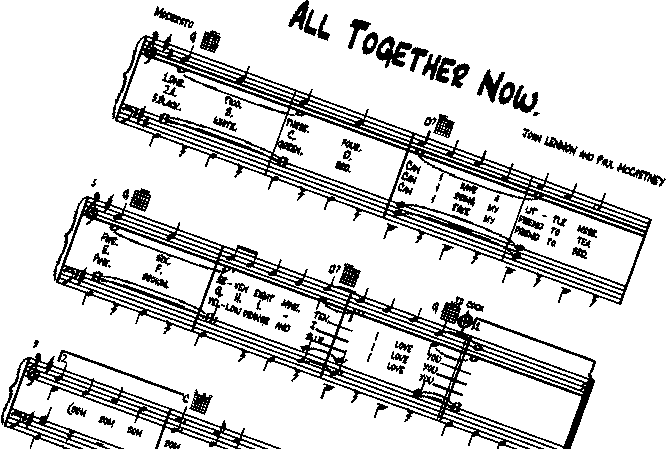 ALL TOGETHER NOW.
MODERATO
JOHN LENNON AND PAUL MCCARTNEY
G
D7
1.ONE. TWO. THREE. FOUR. CAN I HAVE A LIT - TLE MORE.
2.A. B. C. D. CAN I BRING MY FRIEND TO TEA
3.BLACK. WHITE. GREEN. RED. CAN I TAKE MY FRIEND TO BED.
5
G
D7
G
TO CODA
FIVE. SIX. SE - VEN EIGHT NINE. TEN. I LOVE YOU
E. F. G. H. I. J. I LOVE YOU
PINK. BROWN. YEL - LOW ORANGE AND BLUE I LOVE YOU
9
C
(BOM BOM BOM BOM